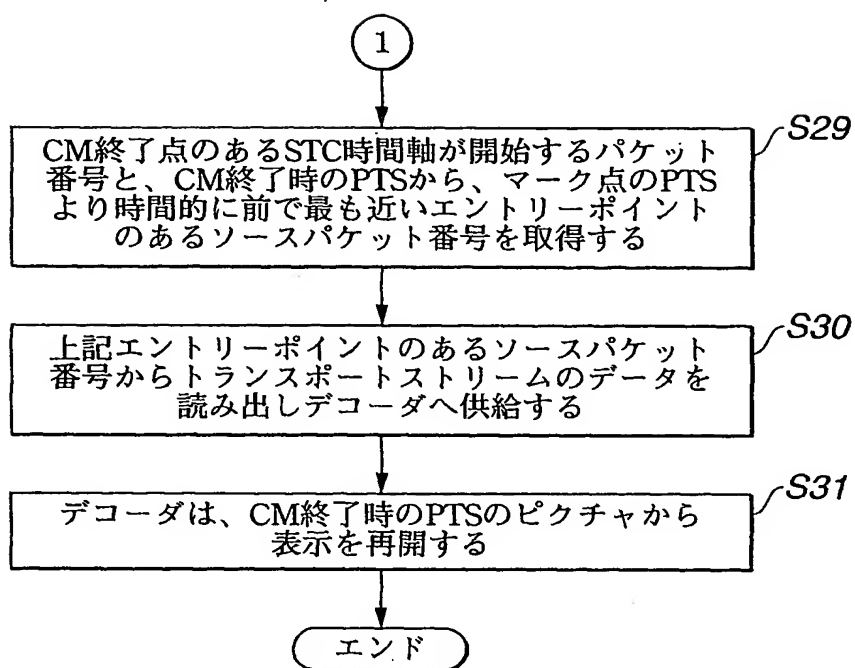 1
CM終了点のあるSTC時間軸が開始するパケット
番号と、CM終了時のPTSから、マーク点のPTS
より時間的に前で最も近いエントリーポイント
のあるソースパケット番号を取得する
S29
上記エントリーポイントのあるソースパケット
番号からトランスポートストリームのデータを
読み出しデコーダへ供給する
S30
デコーダは、CM終了時のPTSのピクチャから
表示を再開する
S31
エンド